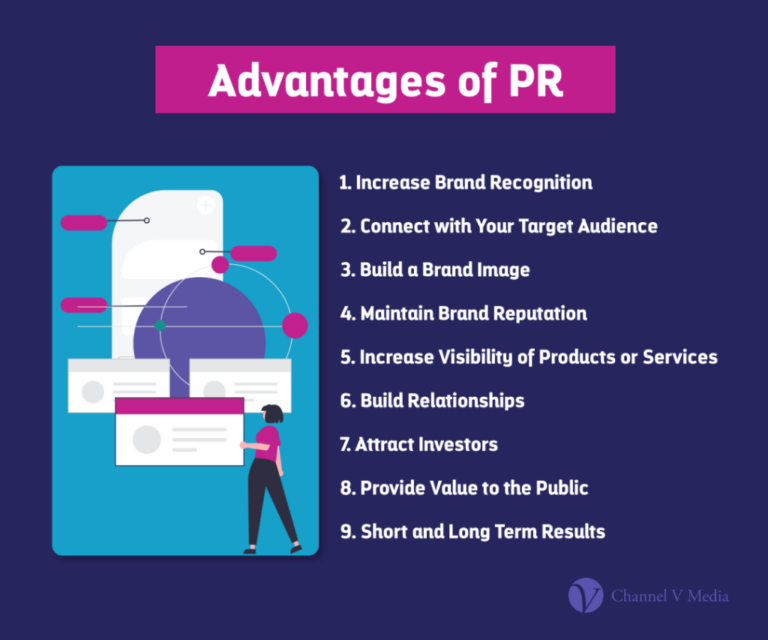 Advantages of PR
1. Increase Brand Recognition
2. Connect with Your Target Audience
3. Build a Brand Image
4. Maintain Brand Reputation
5. Increase Visibility of Products or Services
6. Build Relationships
7. Attract Investors
8. Provide Value to the Public
9. Short and Long Term Results
V Channel V Media